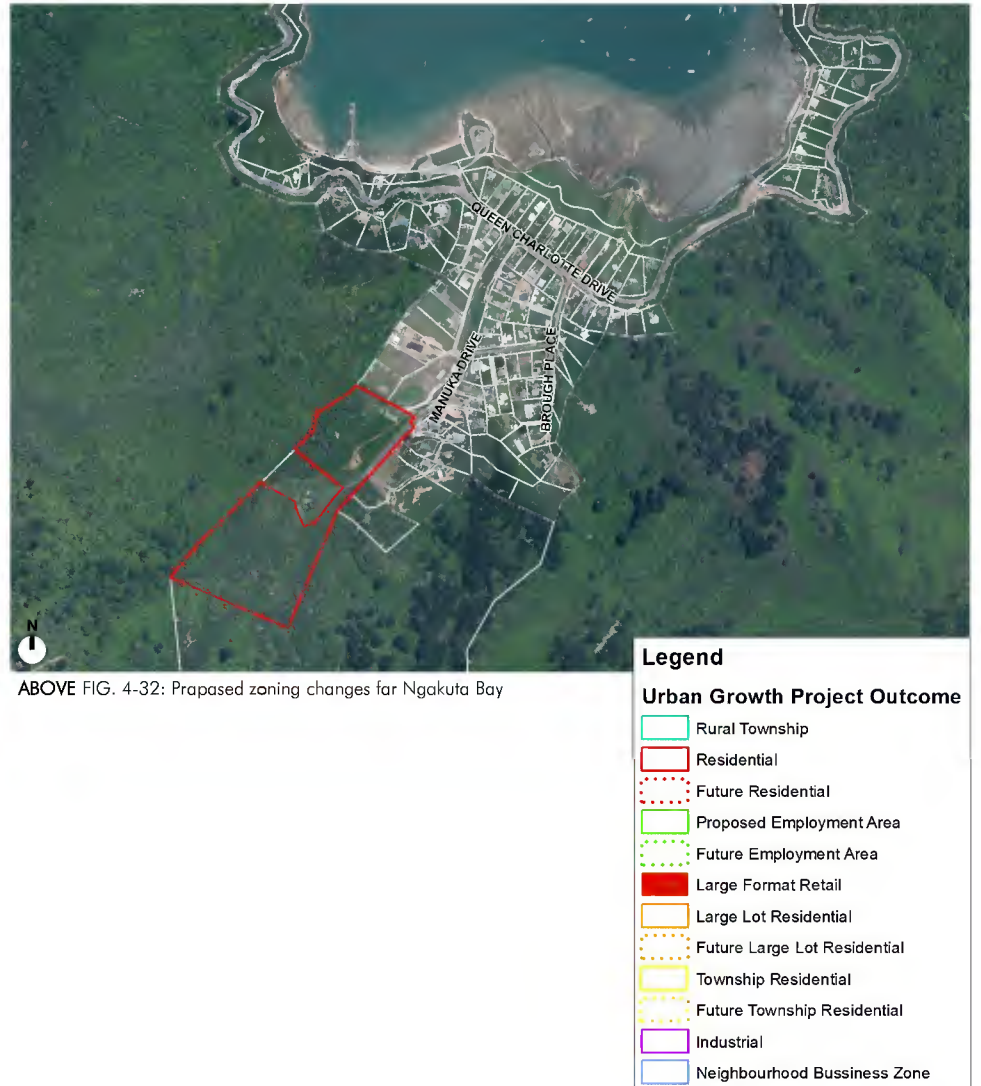 QUEEN CHARLOTTE DRIVE
MANUKA DRIVE
BROUGH PLACE
N
ABOVE FIG. 4-32: Prapased zoning changes far Ngakuta Bay
Legend
Urban Growth Project Outcome
Rural Township
Residential
Future Residential
Proposed Employment Area
Future Employment Area
Large Format Retail
Large Lot Residential
Future Large Lot Residential
Township Residential
Future Township Residential
Industrial
Neighbourhood Bussiness Zone